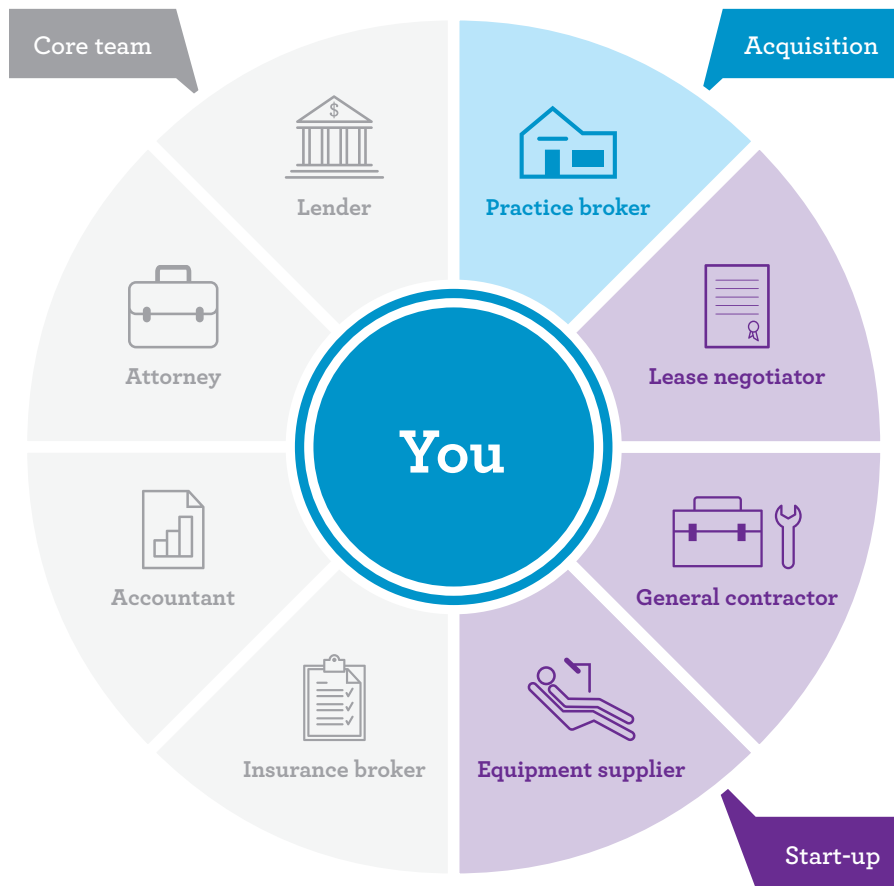 Core team
Acquisition
$
Lender
Practice broker
Attorney
Lease negotiator
You
Accountant
General contractor
Insurance broker
Equipment supplier
Start-up